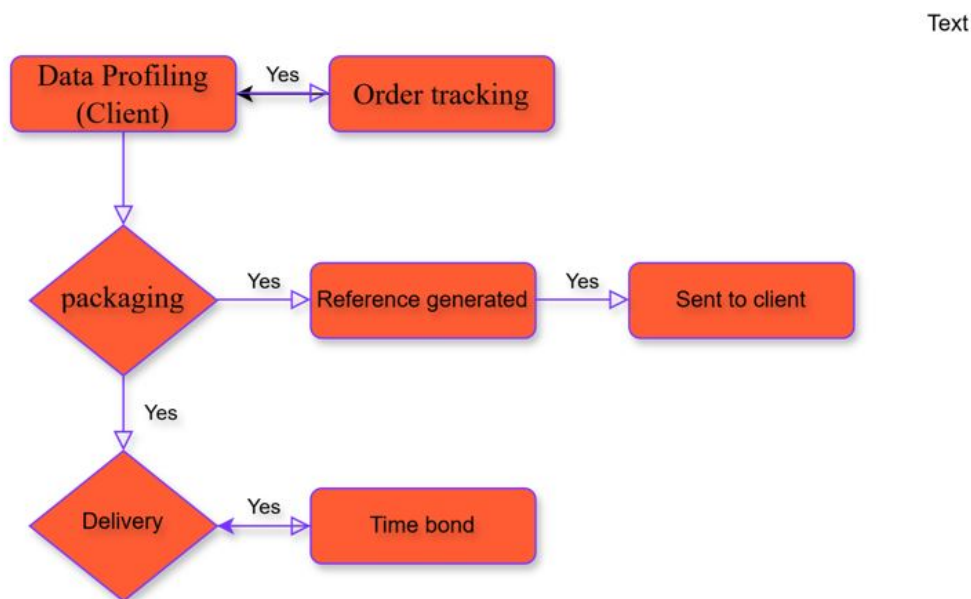 Text
Data Profiling
(Client)
Yes
Order tracking
packaging
Yes
Reference generated
Yes
Sent to client
Yes
Delivery
Yes
Time bond